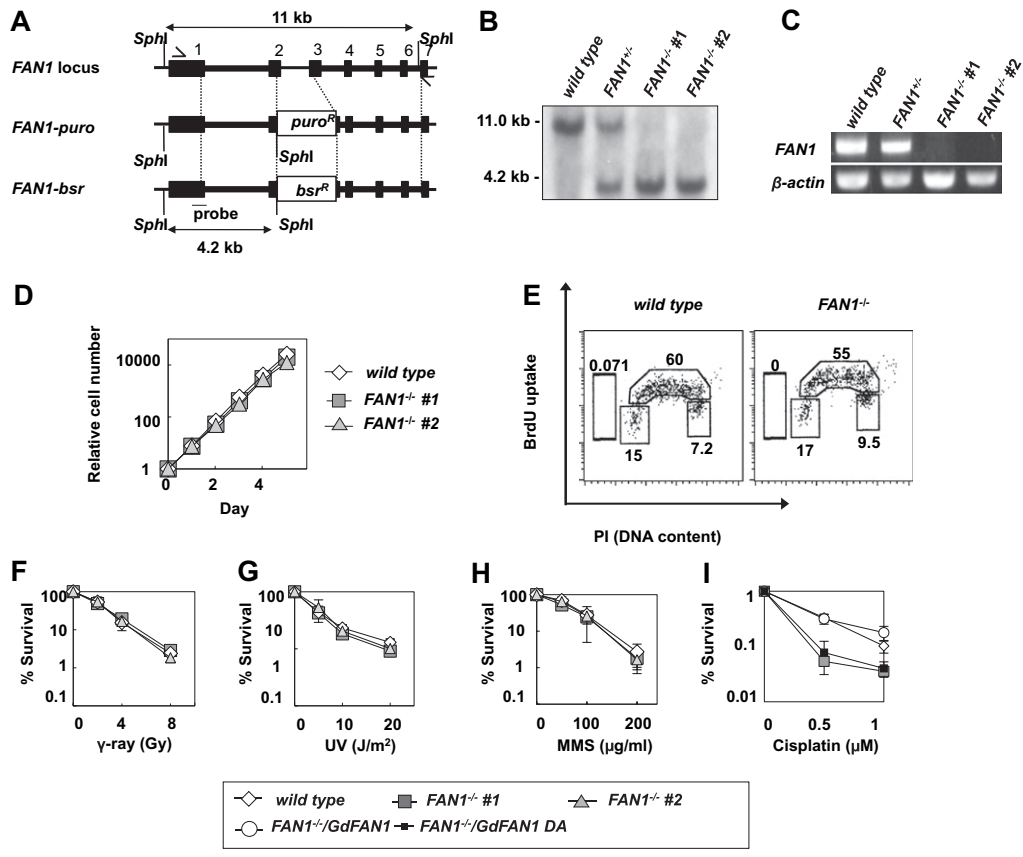 A
11 kb
SphI
SphI
1 2 3 4 5 6 7
FAN1 locus
FAN1-puro
puroᴿ
SphI
SphI
FAN1-bsr
bsrᴿ
probe
SphI
SphI
4.2 kb
B
wild type
FAN1⁺/⁻
FAN1⁻/⁻ #1
FAN1⁻/⁻ #2
11.0 kb -
4.2 kb -
C
wild type
FAN1⁺/⁻
FAN1⁻/⁻ #1
FAN1⁻/⁻ #2
FAN1
β-actin
D
Relative cell number
10000
100
1
0 2 4
Day
wild type
FAN1⁻/⁻ #1
FAN1⁻/⁻ #2
E
BrdU uptake
wild type
0.071
60
15
7.2
FAN1⁻/⁻
0
55
17
9.5
PI (DNA content)
F
% Survival
100
10
1
0.1
0 4 8
γ-ray (Gy)
G
% Survival
100
10
1
0.1
0 10 20
UV (J/m²)
H
% Survival
100
10
1
0.1
0 100 200
MMS (µg/ml)
I
% Survival
1
0.1
0.01
0 0.5 1
Cisplatin (µM)
wild type
FAN1⁻/⁻ #1
FAN1⁻/⁻ #2
FAN1⁻/⁻/GdFAN1
FAN1⁻/⁻/GdFAN1 DA